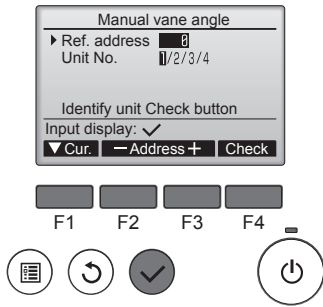 Manual vane angle
▶ Ref. address 0
Unit No. 1/2/3/4
Identify unit Check button
Input display: ✓
▼ Cur. − Address + Check
F1 F2 F3 F4